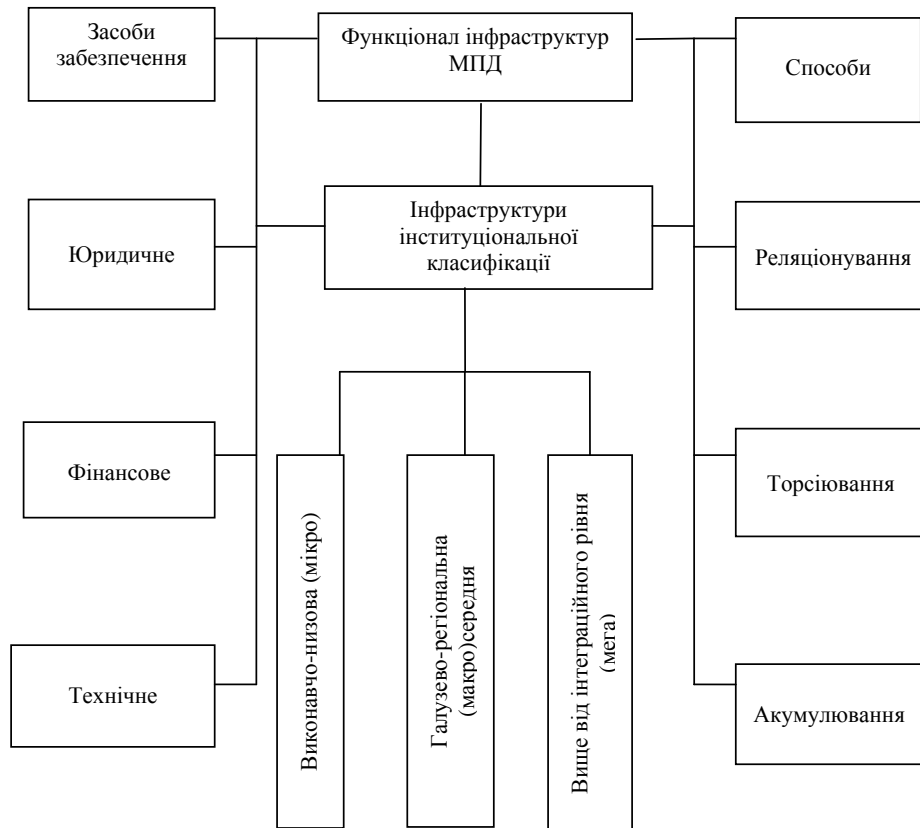 Засоби
забезпечення
Функціонал інфраструктур
МПД
Способи
Юридичне
Інфраструктури
інституціональної
класифікації
Реляціонування
Фінансове
Торсіювання
Технічне
Акумулювання
Виконавчо-низова (мікро)
Галузево-регіональна
(макро)середня
Вище від інтеграційного рівня
(мега)